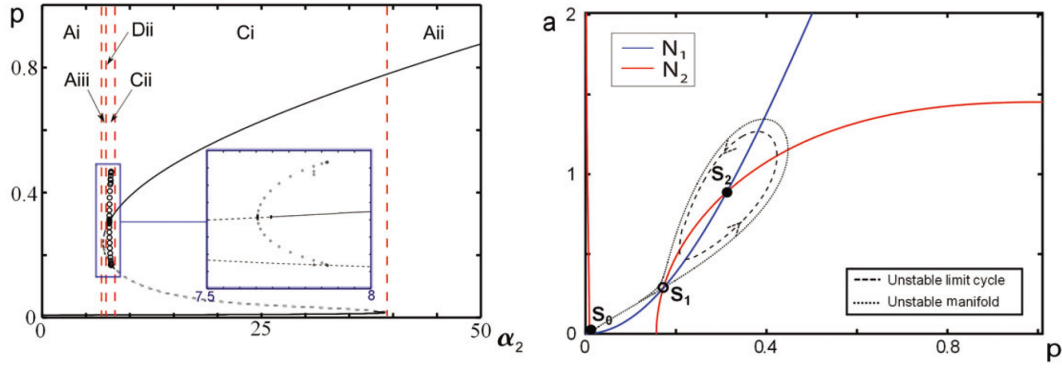 p
Ai
Dii
Ci
Aii
Aiii
Cii
0.8
0.4
0
7.5
8
0
25
50
α₂
a
2
1
0
N₁
N₂
S₂
S₁
S₀
Unstable limit cycle
Unstable manifold
0
0.4
0.8
p